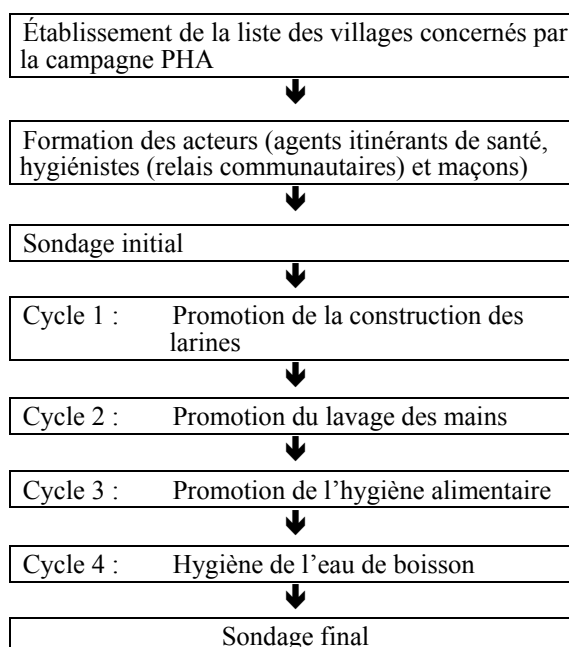 Établissement de la liste des villages concernés par
la campagne PHA
Formation des acteurs (agents itinérants de santé,
hygiénistes (relais communautaires) et maçons)
Sondage initial
Cycle 1 : Promotion de la construction des
larines
Cycle 2 : Promotion du lavage des mains
Cycle 3 : Promotion de l’hygiène alimentaire
Cycle 4 : Hygiène de l’eau de boisson
Sondage final